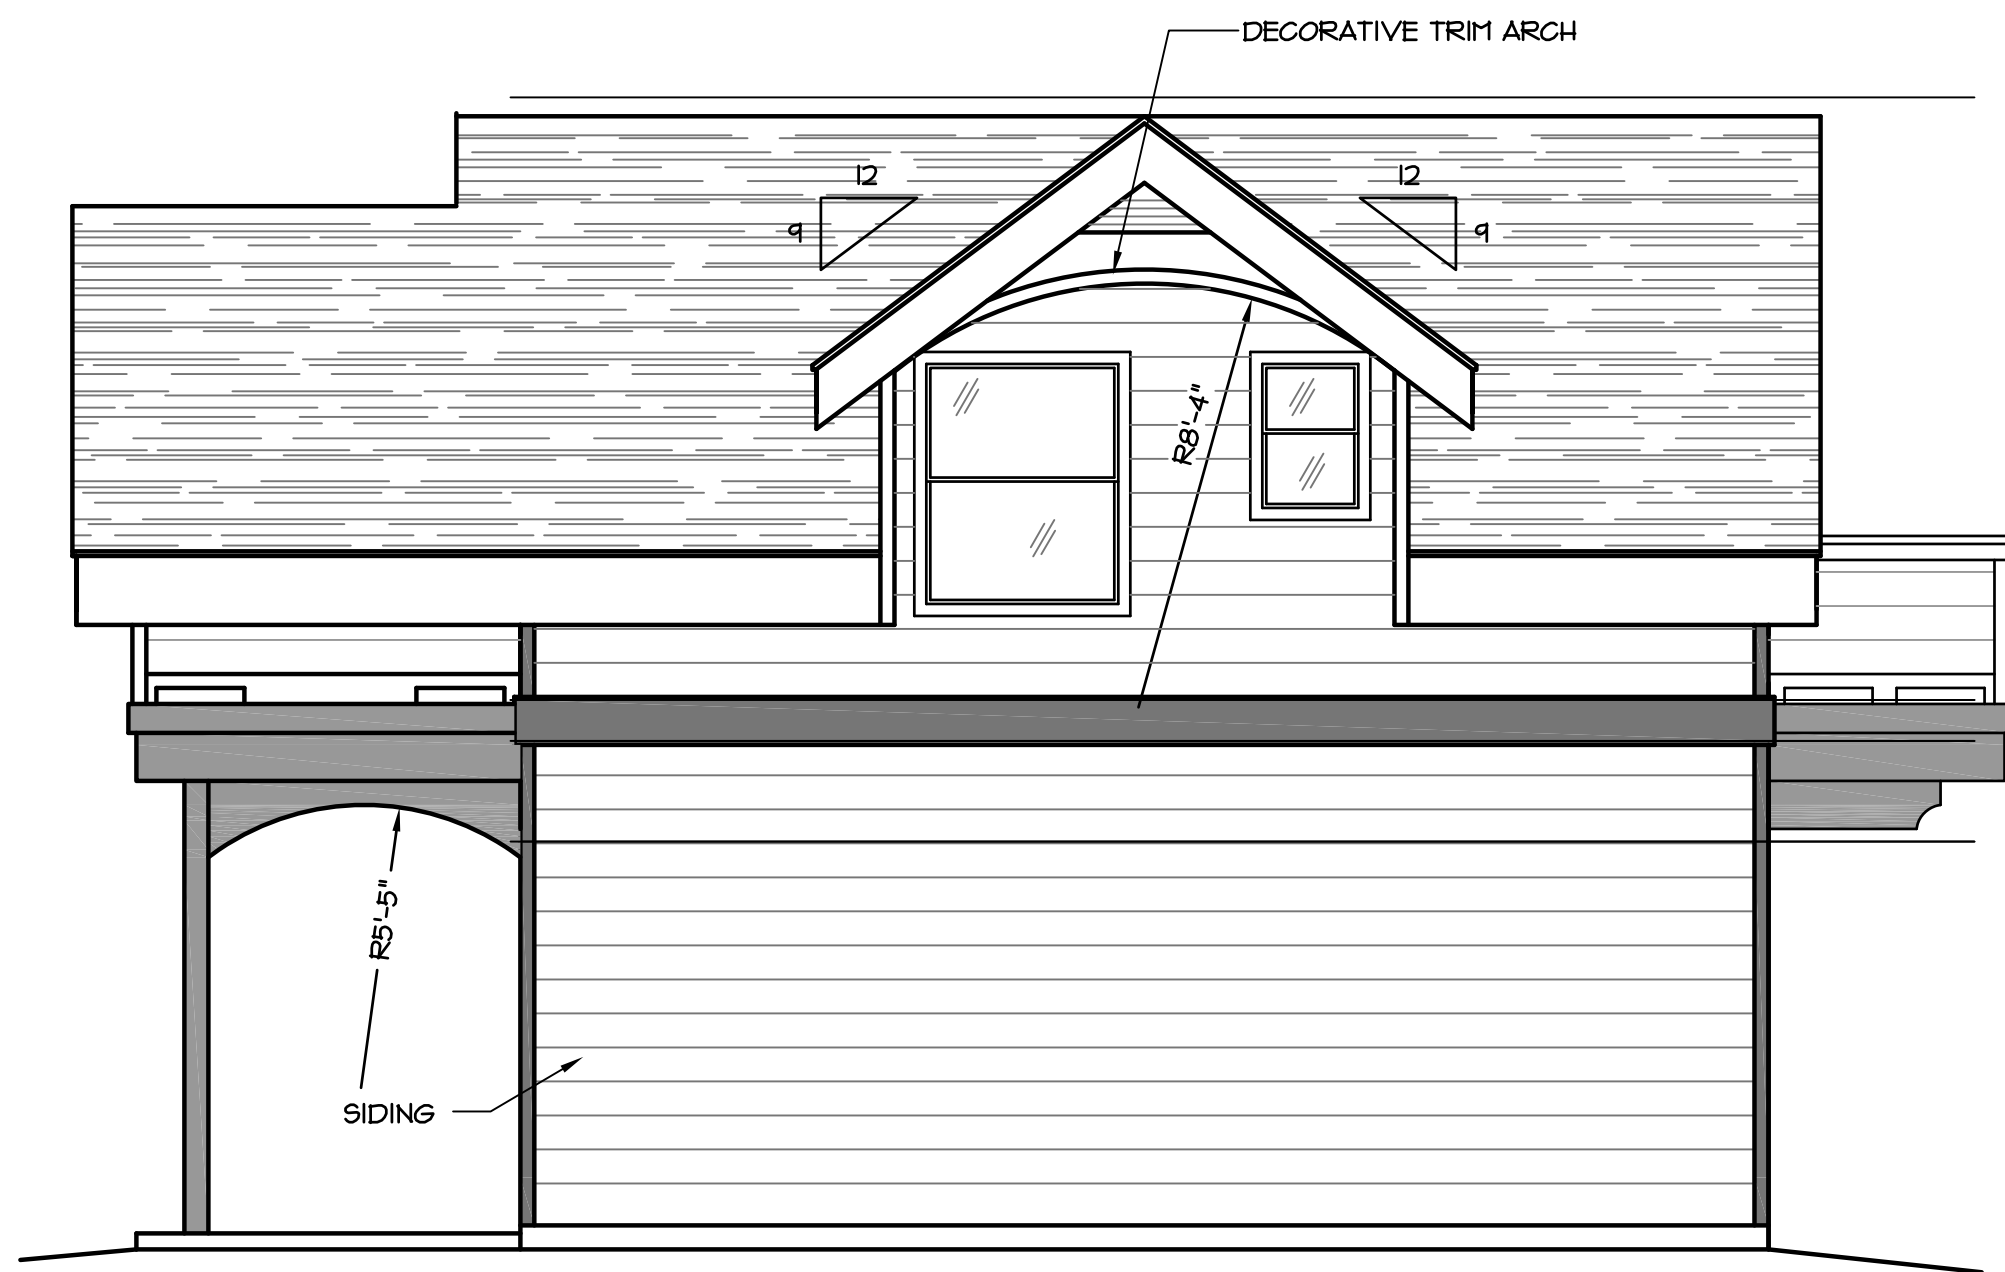 DECORATIVE TRIM ARCH
12
12
9
9
R8'-4"
R5'-5"
SIDING